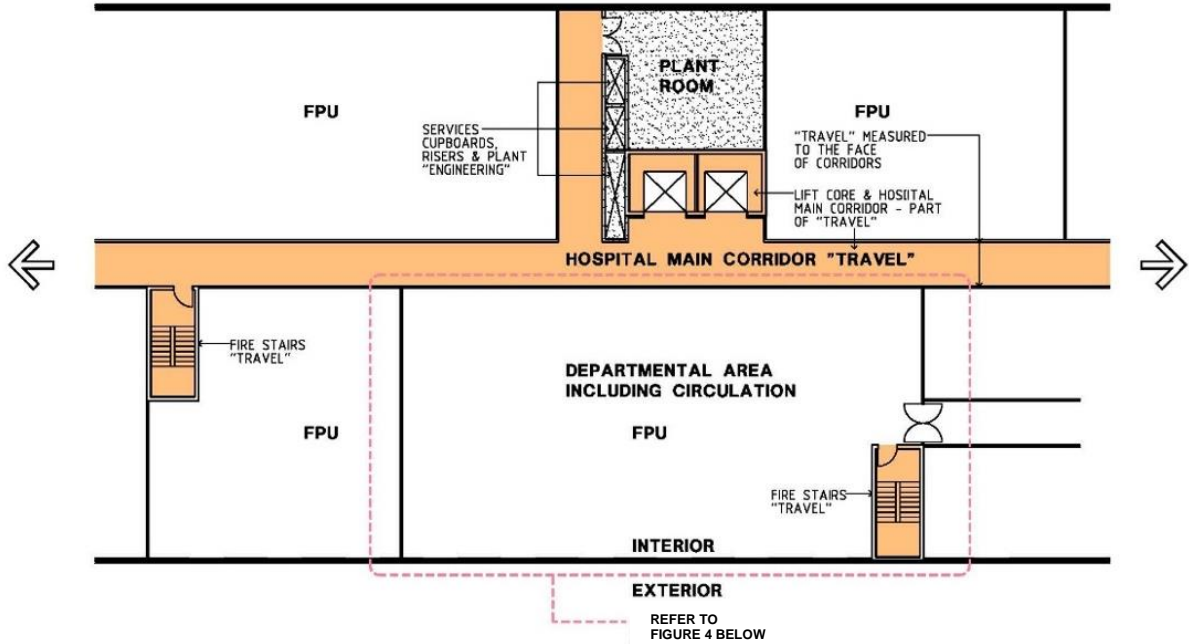 PLANT
ROOM
FPU
FPU
SERVICES
CUPBOARDS,
RISERS & PLANT
"ENGINEERING"
"TRAVEL" MEASURED
TO THE FACE
OF CORRIDORS
LIFT CORE & HOSIITAL
MAIN CORRIDOR - PART
OF "TRAVEL"
HOSPITAL MAIN CORRIDOR "TRAVEL"
FIRE STAIRS
"TRAVEL"
DEPARTMENTAL AREA
INCLUDING CIRCULATION
FPU
FPU
FIRE STAIRS
"TRAVEL"
INTERIOR
EXTERIOR
REFER TO
FIGURE 4 BELOW